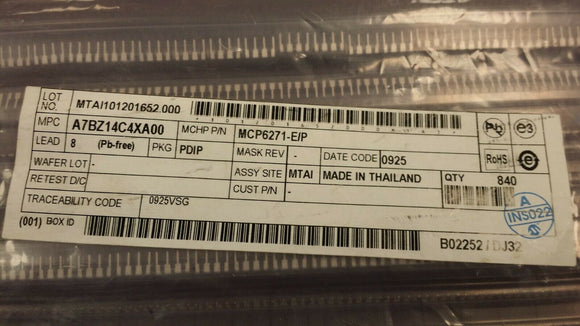 LOT NO. MTAI101201652.000
MPC A7BZ14C4XA00 MCHP P/N MCP6271-E/P Pb e3
LEAD 8 (Pb-free) PKG PDIP MASK REV - DATE CODE 0925 RoHS e
WAFER LOT - ASSY SITE MTAI MADE IN THAILAND QTY 840
RETEST D/C CUST P/N -
TRACEABILITY CODE 0925VSG
A
INS022
(001) BOX ID B02252 / DJ32